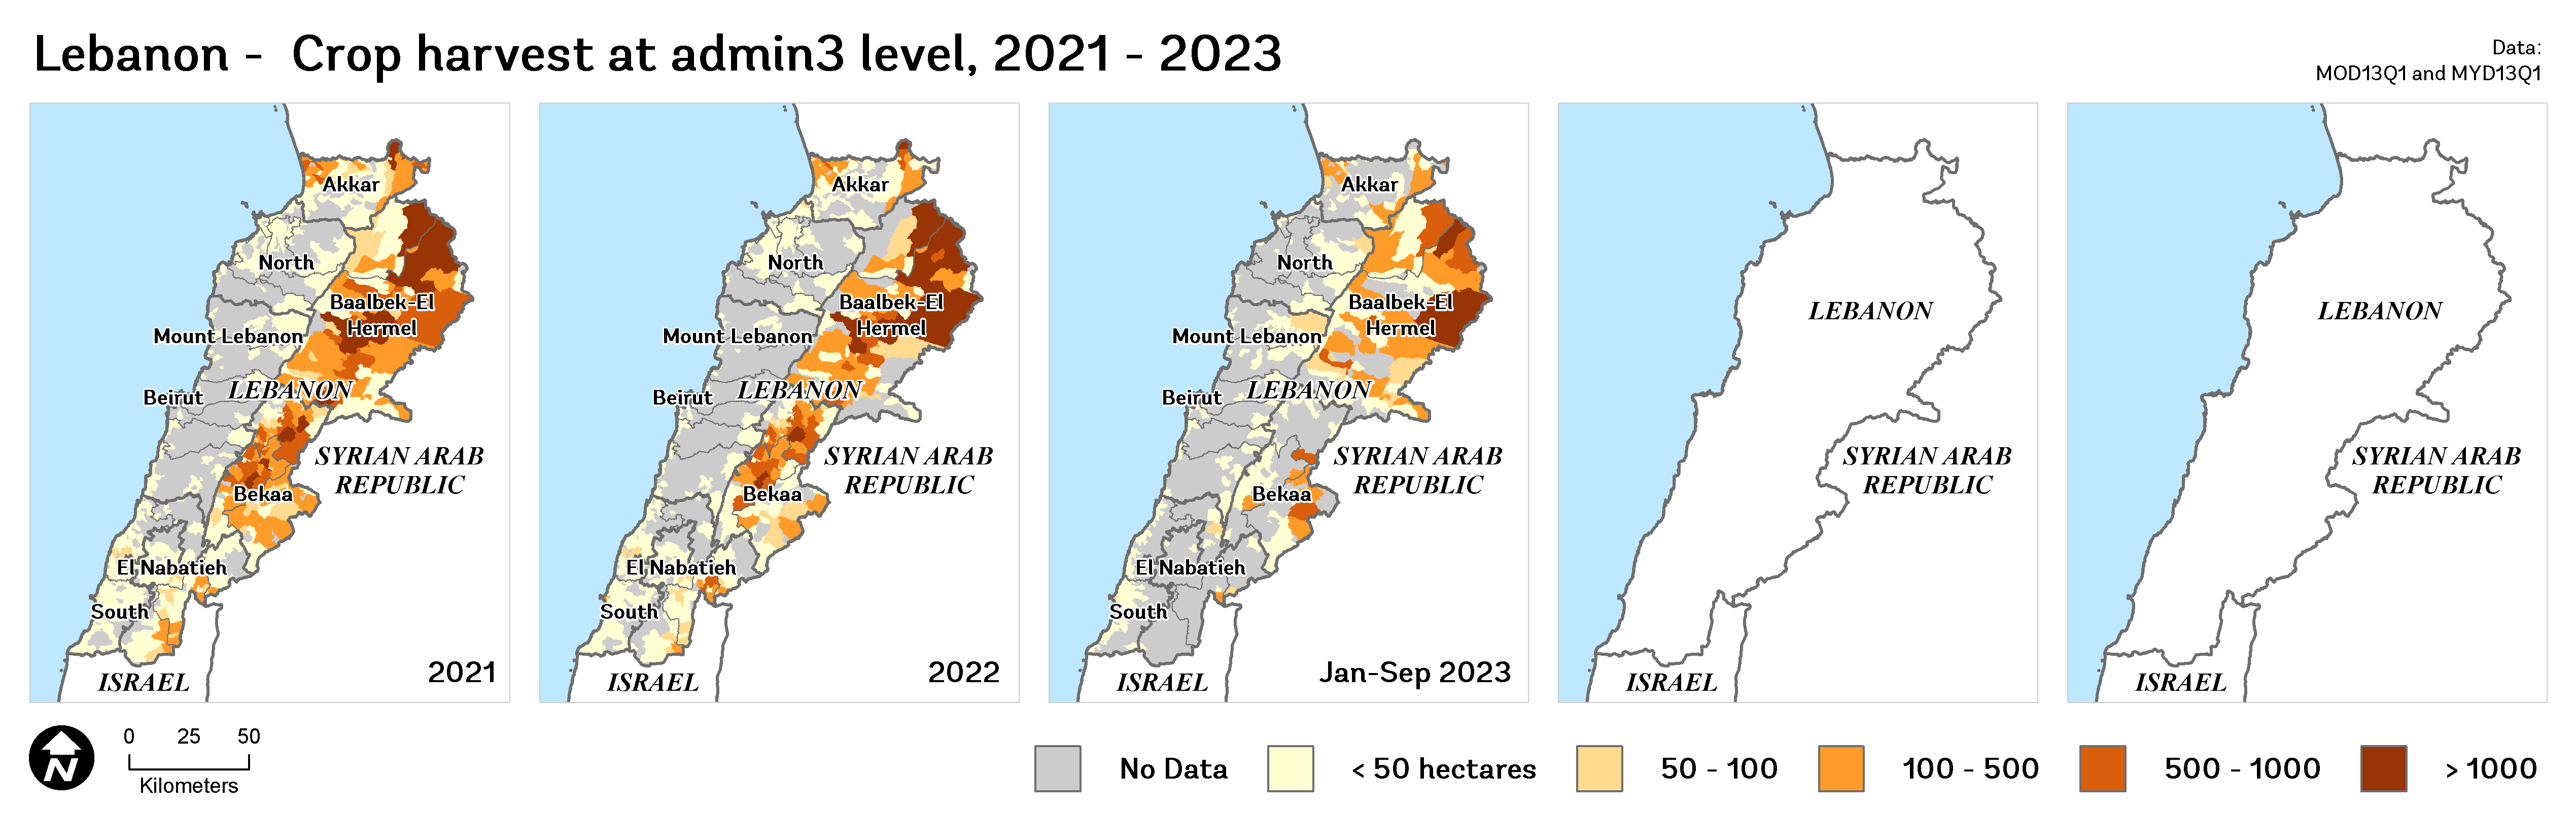 Lebanon -  Crop harvest at admin3 level, 2021 - 2023
Data:
MOD13Q1 and MYD13Q1
Akkar
North
Baalbek-El
Hermel
Mount Lebanon
LEBANON
Beirut
SYRIAN ARAB
REPUBLIC
Bekaa
El Nabatieh
South
ISRAEL
2021
Akkar
North
Baalbek-El
Hermel
Mount Lebanon
LEBANON
Beirut
SYRIAN ARAB
REPUBLIC
Bekaa
El Nabatieh
South
ISRAEL
2022
Akkar
North
Baalbek-El
Hermel
Mount Lebanon
LEBANON
Beirut
SYRIAN ARAB
REPUBLIC
Bekaa
El Nabatieh
South
ISRAEL
Jan-Sep 2023
LEBANON
SYRIAN ARAB
REPUBLIC
ISRAEL
LEBANON
SYRIAN ARAB
REPUBLIC
ISRAEL
N
0 25 50
Kilometers
No Data
< 50 hectares
50 - 100
100 - 500
500 - 1000
> 1000